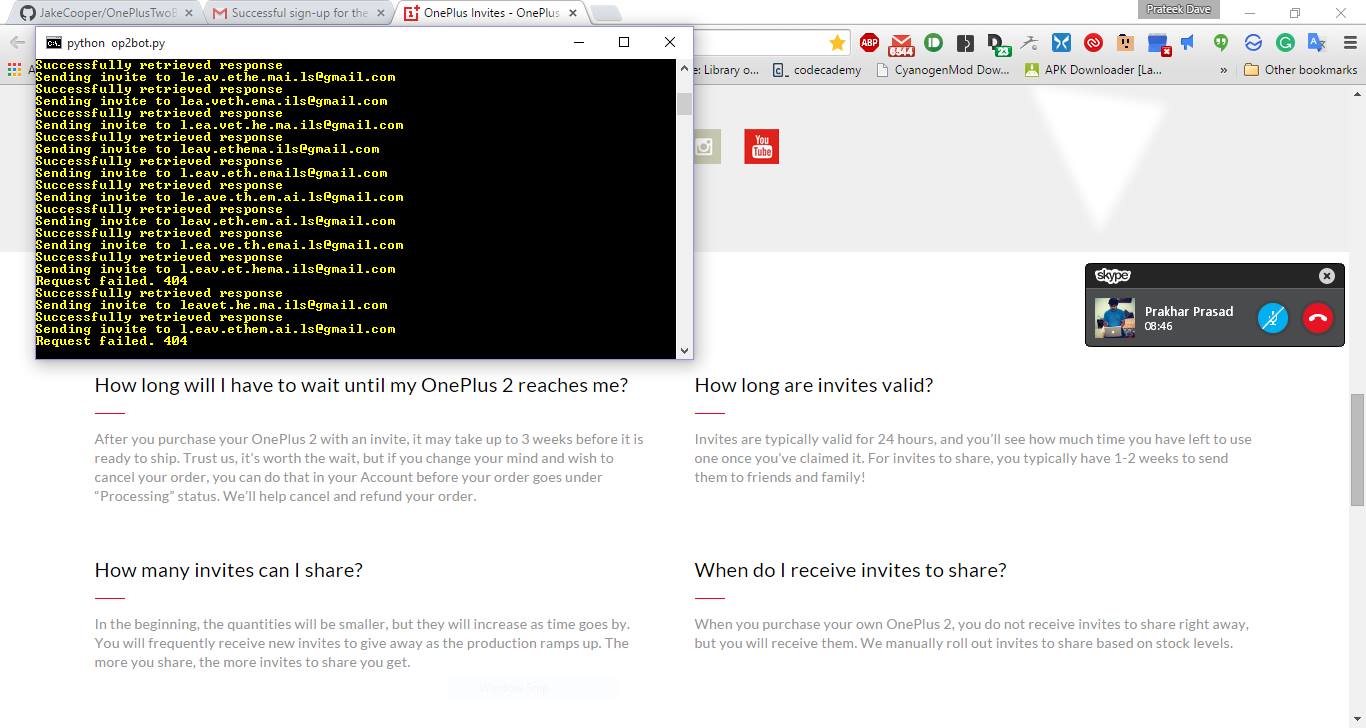 JakeCooper/OnePlusTwoB
Successful sign-up for the
OnePlus Invites - OnePlus
Prateek Dave
python op2bot.py
6544
ABP
23
e: Library o...
codecademy
CyanogenMod Dow...
APK Downloader [La...
»
Other bookmarks
Successfully retrieved response
Sending invite to le.av.ethe.mai.ls@gmail.com
Successfully retrieved response
Sending invite to lea.veth.ema.ils@gmail.com
Successfully retrieved response
Sending invite to l.ea.vet.he.ma.ils@gmail.com
Successfully retrieved response
Sending invite to leav.ethema.ils@gmail.com
Successfully retrieved response
Sending invite to l.eav.eth.emails@gmail.com
Successfully retrieved response
Sending invite to le.ave.th.em.ai.ls@gmail.com
Successfully retrieved response
Sending invite to leav.eth.em.ai.ls@gmail.com
Successfully retrieved response
Sending invite to l.ea.ve.th.emai.ls@gmail.com
Successfully retrieved response
Sending invite to l.eav.et.hema.ils@gmail.com
Request failed. 404
Successfully retrieved response
Sending invite to leavet.he.ma.ils@gmail.com
Successfully retrieved response
Sending invite to l.eav.ethem.ai.ls@gmail.com
Request failed. 404
You
Tube
skype
Prakhar Prasad
08:46
How long will I have to wait until my OnePlus 2 reaches me?
After you purchase your OnePlus 2 with an invite, it may take up to 3 weeks before it is
ready to ship. Trust us, it's worth the wait, but if you change your mind and wish to
cancel your order, you can do that in your Account before your order goes under
“Processing” status. We'll help cancel and refund your order.
How long are invites valid?
Invites are typically valid for 24 hours, and you'll see how much time you have left to use
one once you've claimed it. For invites to share, you typically have 1-2 weeks to send
them to friends and family!
How many invites can I share?
In the beginning, the quantities will be smaller, but they will increase as time goes by.
You will frequently receive new invites to give away as the production ramps up. The
more you share, the more invites to share you get.
When do I receive invites to share?
When you purchase your own OnePlus 2, you do not receive invites to share right away,
but you will receive them. We manually roll out invites to share based on stock levels.